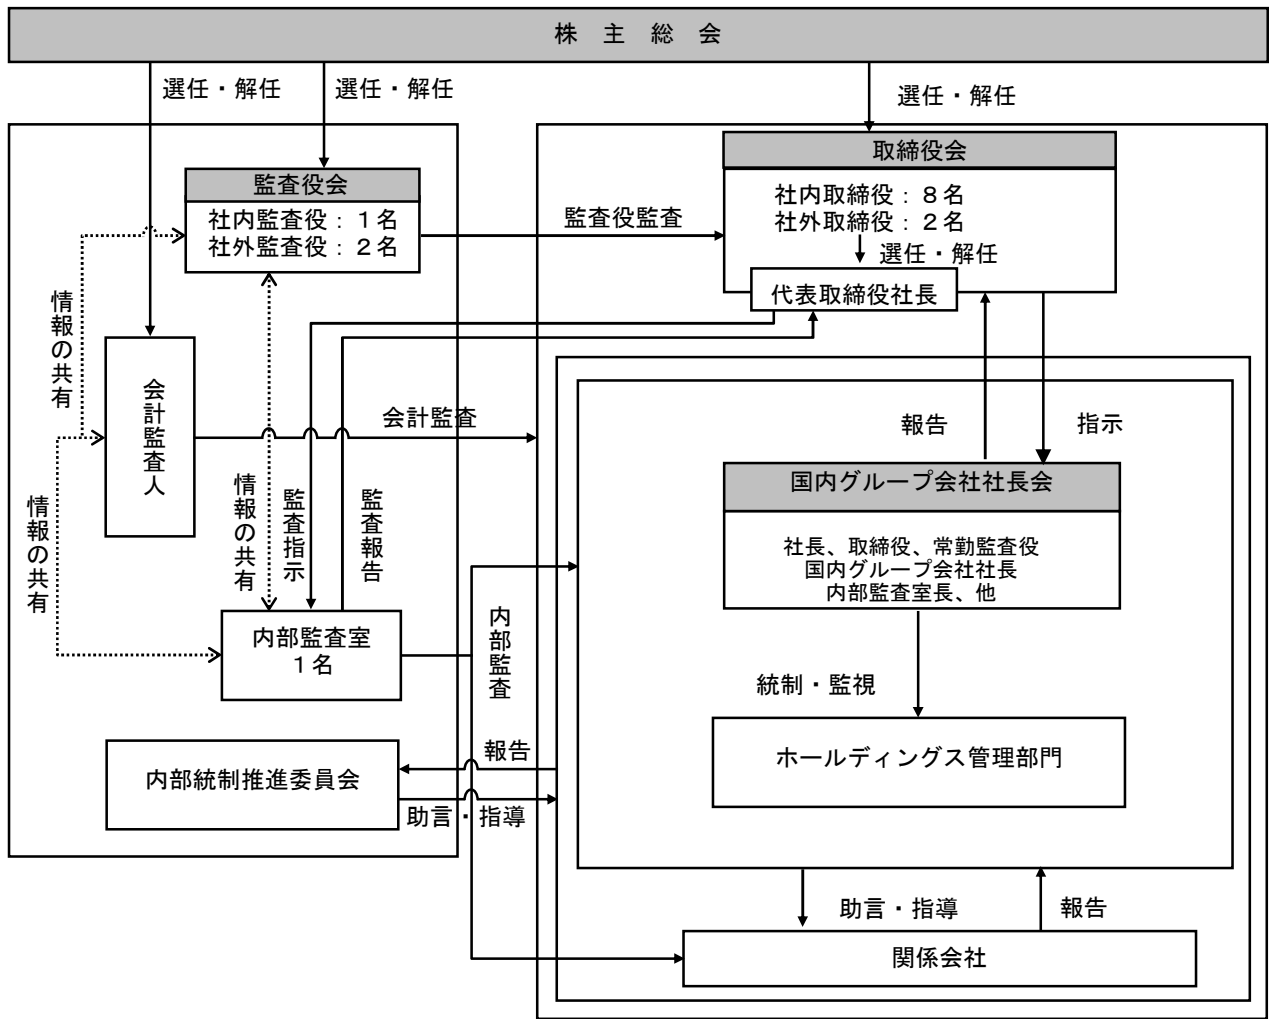 株 主 総 会
選任・解任
選任・解任
選任・解任
監査役会
社内監査役：１名
社外監査役：２名
監査役監査
取締役会
社内取締役：８名
社外取締役：２名
選任・解任
代表取締役社長
情報の共有
会計監査人
会計監査
報告
指示
情報の共有
情報の共有
監査指示
監査報告
国内グループ会社社長会
社長、取締役、常勤監査役
国内グループ会社社長
内部監査室長、他
内部監査室
１名
内部監査
統制・監視
ホールディングス管理部門
内部統制推進委員会
報告
助言・指導
助言・指導
報告
関係会社